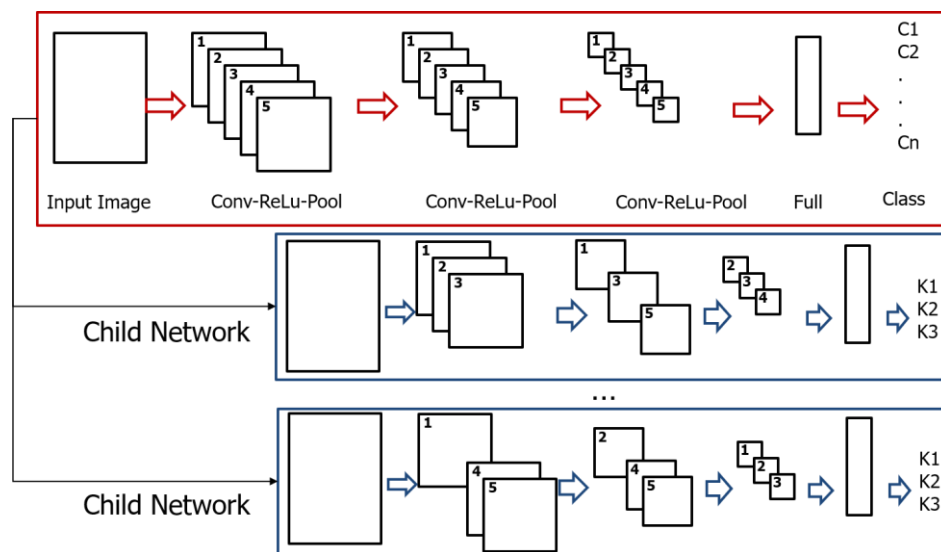 1
2
3
4
5
1
2
3
4
5
1
2
3
4
5
C1
C2
.
.
.
Cn
Input Image
Conv-ReLu-Pool
Conv-ReLu-Pool
Conv-ReLu-Pool
Full
Class
Child Network
1
2
3
1
3
5
2
3
4
K1
K2
K3
...
Child Network
1
4
5
2
4
5
1
2
3
K1
K2
K3